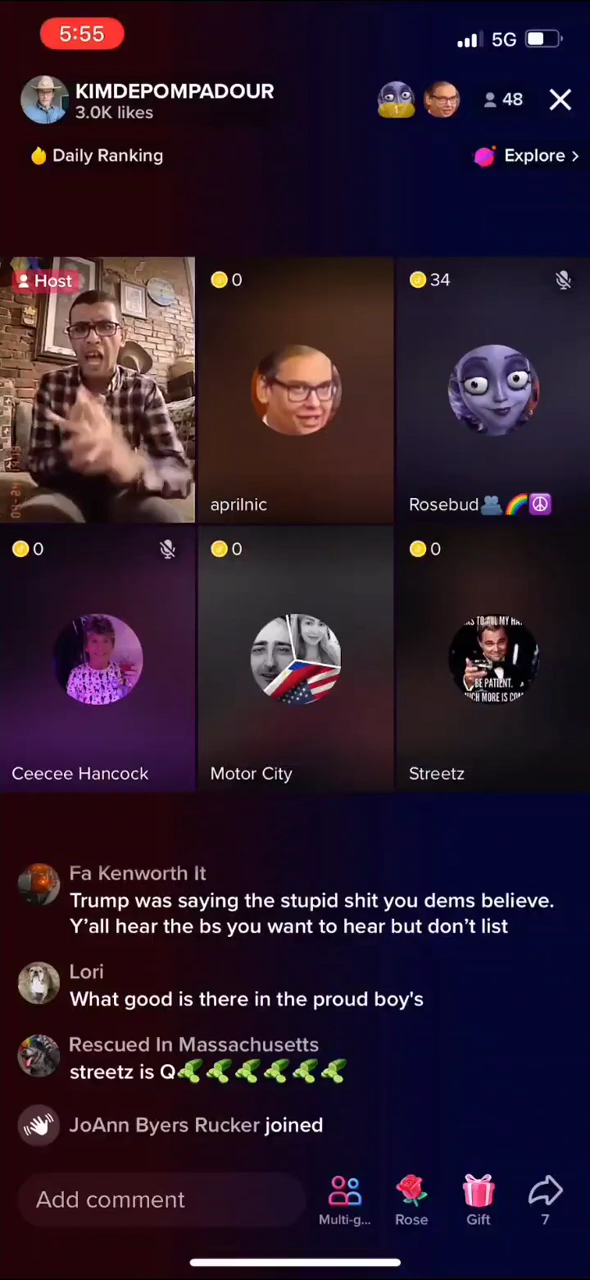 5:55
5G
KIMDEPOMPADOUR
3.0K likes
48
Daily Ranking
Explore >
Host
0
34
aprilnic
Rosebud
0
0
0
Ceecee Hancock
Motor City
BE PATIENT.
Streetz
Fa Kenworth It
Trump was saying the stupid shit you dems believe.
Y'all hear the bs you want to hear but don't list
Lori
What good is there in the proud boy's
Rescued In Massachusetts
streetz is Q
JoAnn Byers Rucker joined
Add comment
Multi-g...
Rose
Gift
7